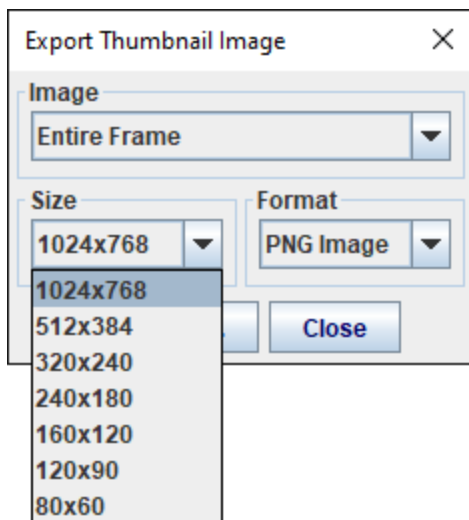 Export Thumbnail Image
Image
Entire Frame
Size
Format
1024x768
PNG Image
1024x768
512x384
Close
320x240
240x180
160x120
120x90
80x60